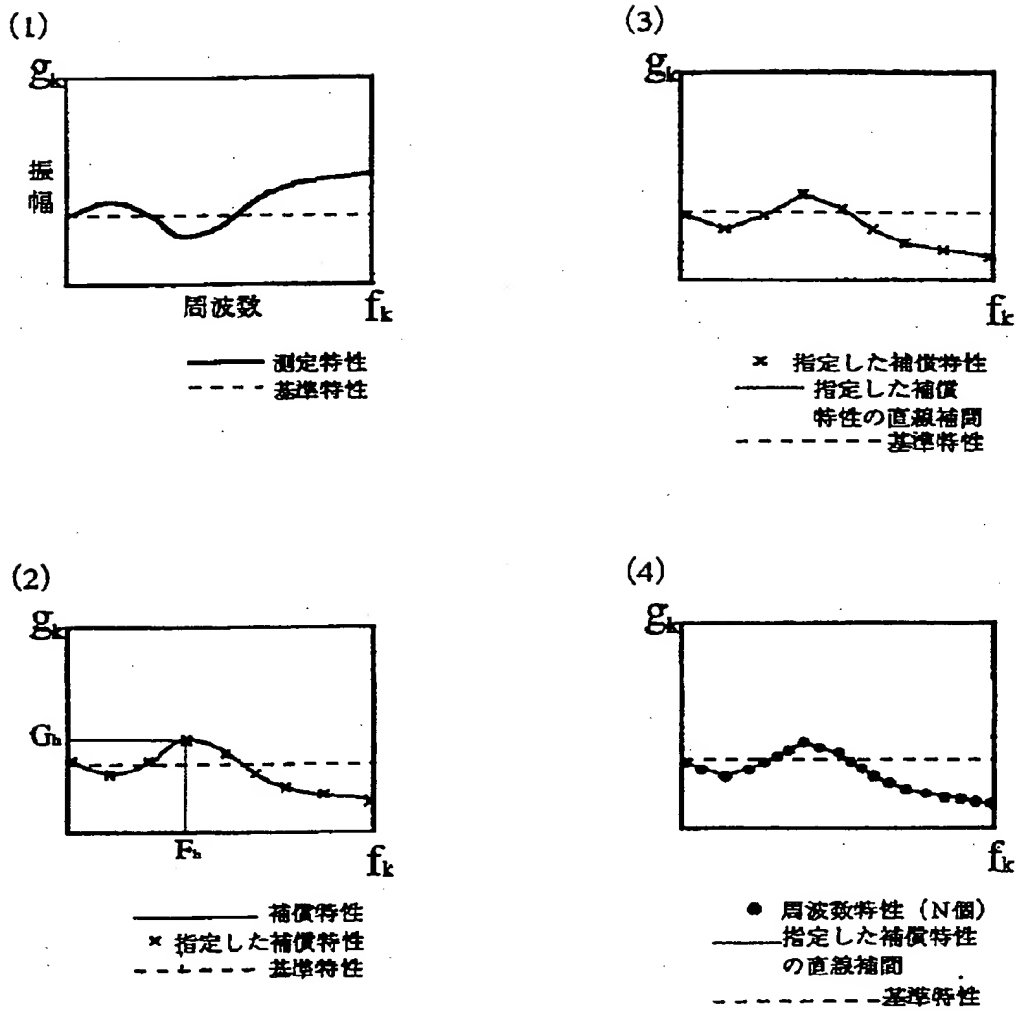 (1)
gk
振
幅
周波数
fk
測定特性
基準特性
(2)
gk
Gh
Fh
fk
補償特性
× 指定した補償特性
基準特性
(3)
gk
fk
× 指定した補償特性
指定した補償
特性の直線補間
基準特性
(4)
gk
fk
● 周波数特性（N個）
指定した補償特性
の直線補間
基準特性